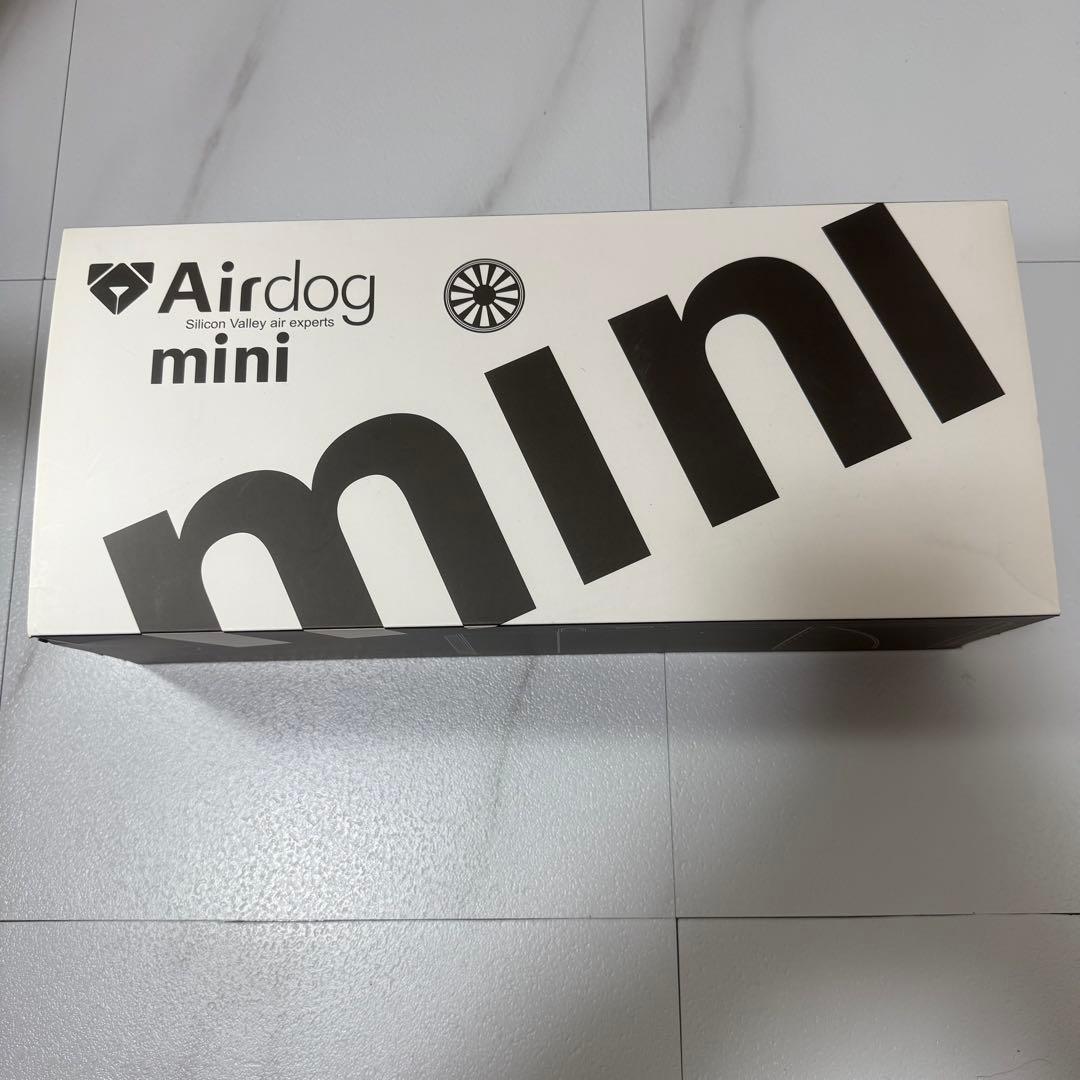 Airdog
Silicon Valley air experts
mini
mini